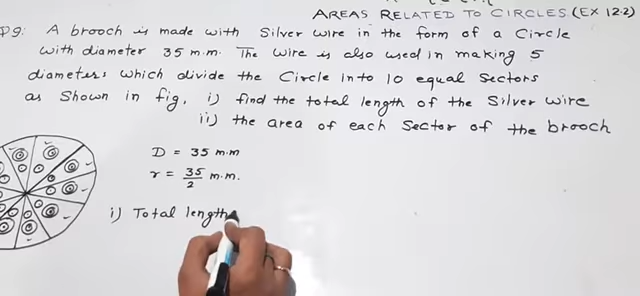 AREAS RELATED TO CIRCLES (EX 12.2)
Q9: A brooch is made with Silver wire in the form of a Circle
with diameter 35 m.m. The wire is also used in making 5
diameters which divide the Circle into 10 equal Sectors
as Shown in fig, i) find the total length of the Silver wire
ii) the area of each Sector of the brooch
D = 35 m.m
r = 35/2 m.m.
i) Total length